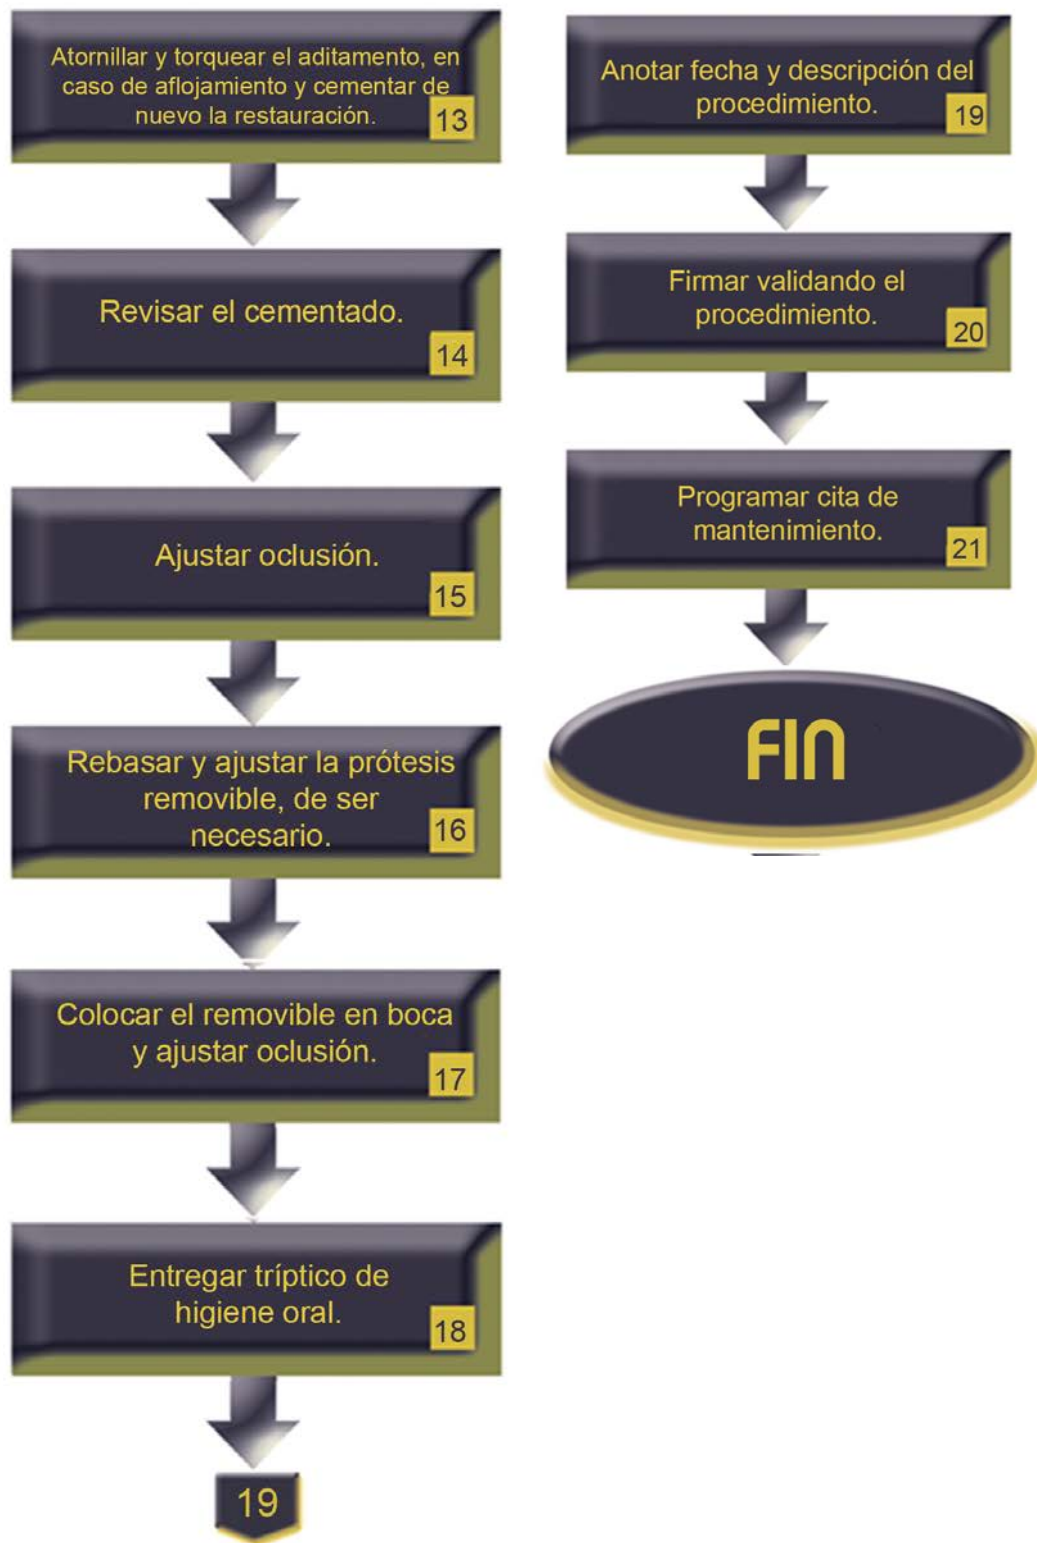 Atornillar y torquear el aditamento, en
caso de aflojamiento y cementar de
nuevo la restauración.
13
Revisar el cementado.
14
Ajustar oclusión.
15
Rebasar y ajustar la prótesis
removible, de ser
necesario.
16
Colocar el removible en boca
y ajustar oclusión.
17
Entregar tríptico de
higiene oral.
18
19
Anotar fecha y descripción del
procedimiento.
19
Firmar validando el
procedimiento.
20
Programar cita de
mantenimiento.
21
FIN